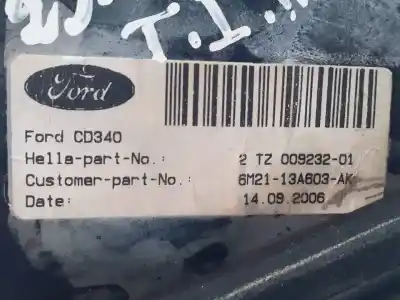 Ford
Ford CD340
Hella-part-No.: 2 TZ 009232-01
Customer-part-No.: 6M21-13A603-AK
Date: 14.09.2006